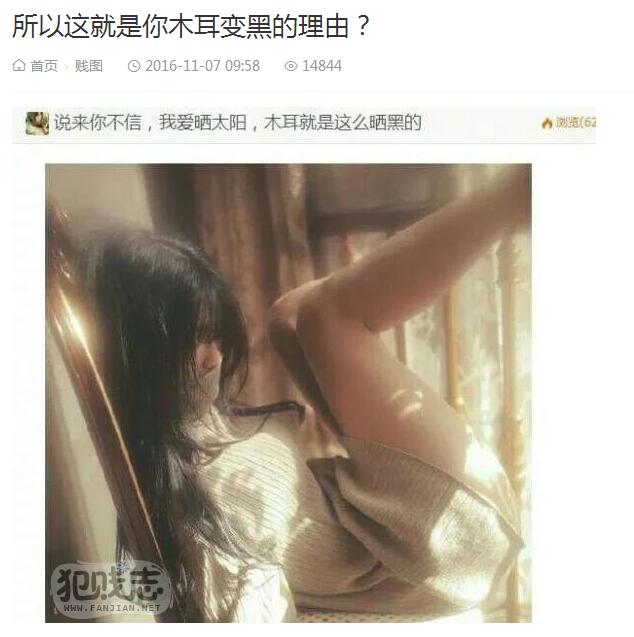 所以这就是你木耳变黑的理由？
首页 › 贱图 2016-11-07 09:58 14844
说来你不信，我爱晒太阳，木耳就是这么晒黑的 浏览(62
犯贱志
WWW.FANJIAN.NET